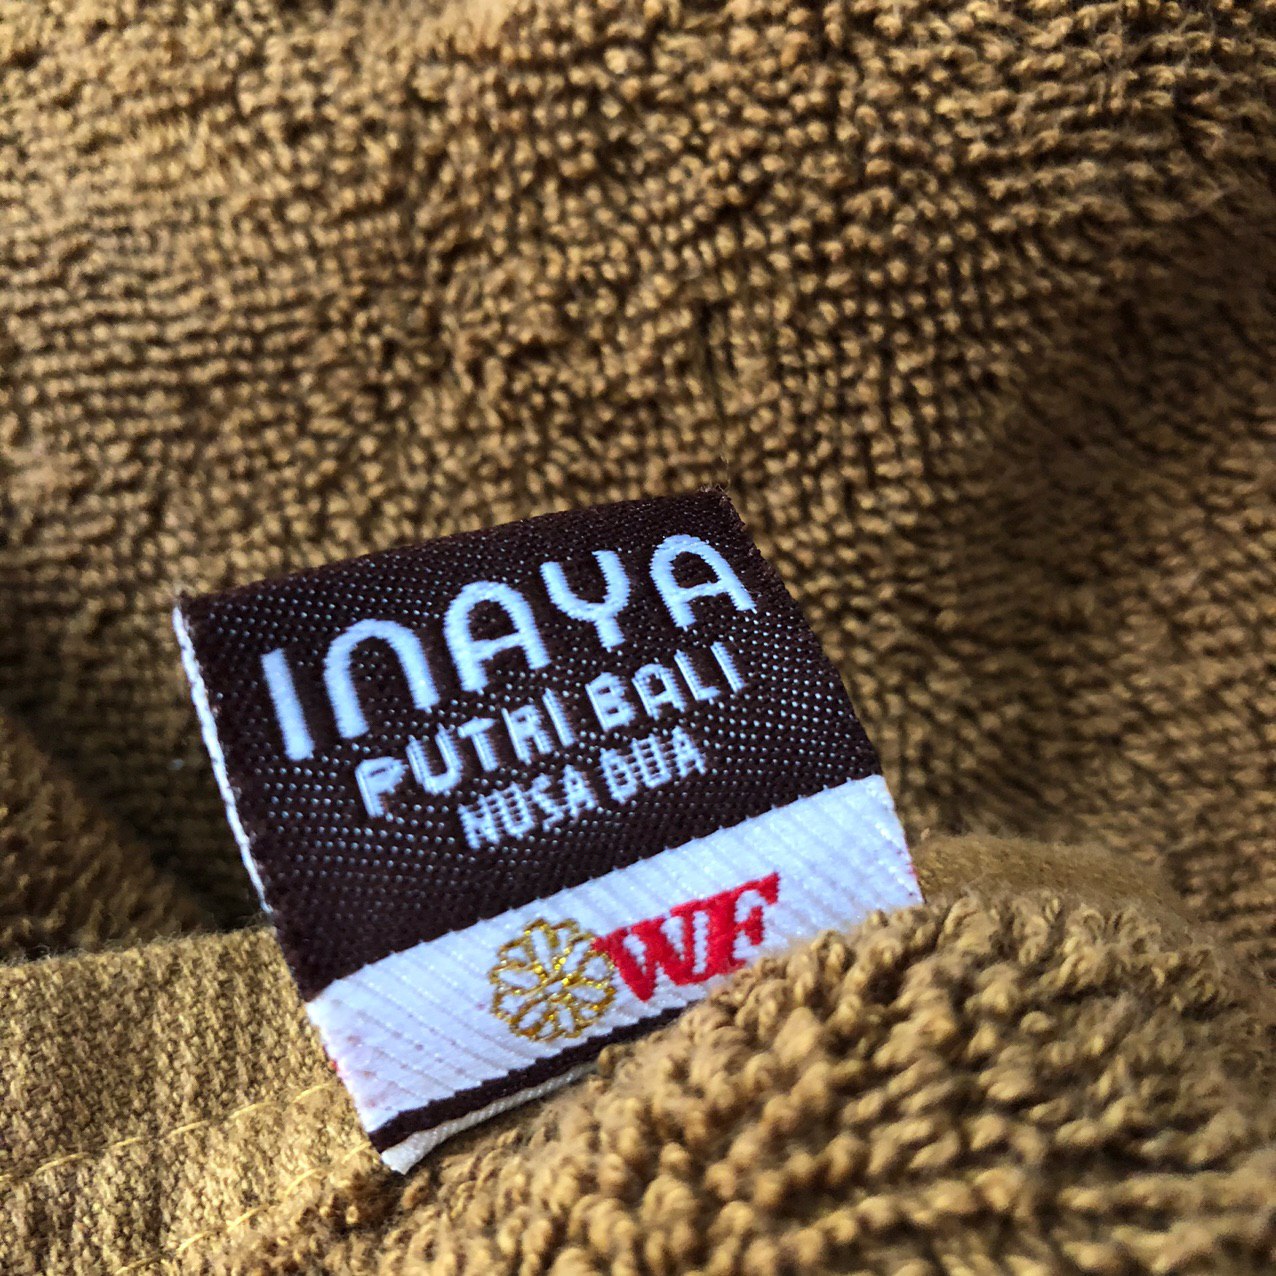 INAYA
PUTRI BALI
NUSA DUA
WF